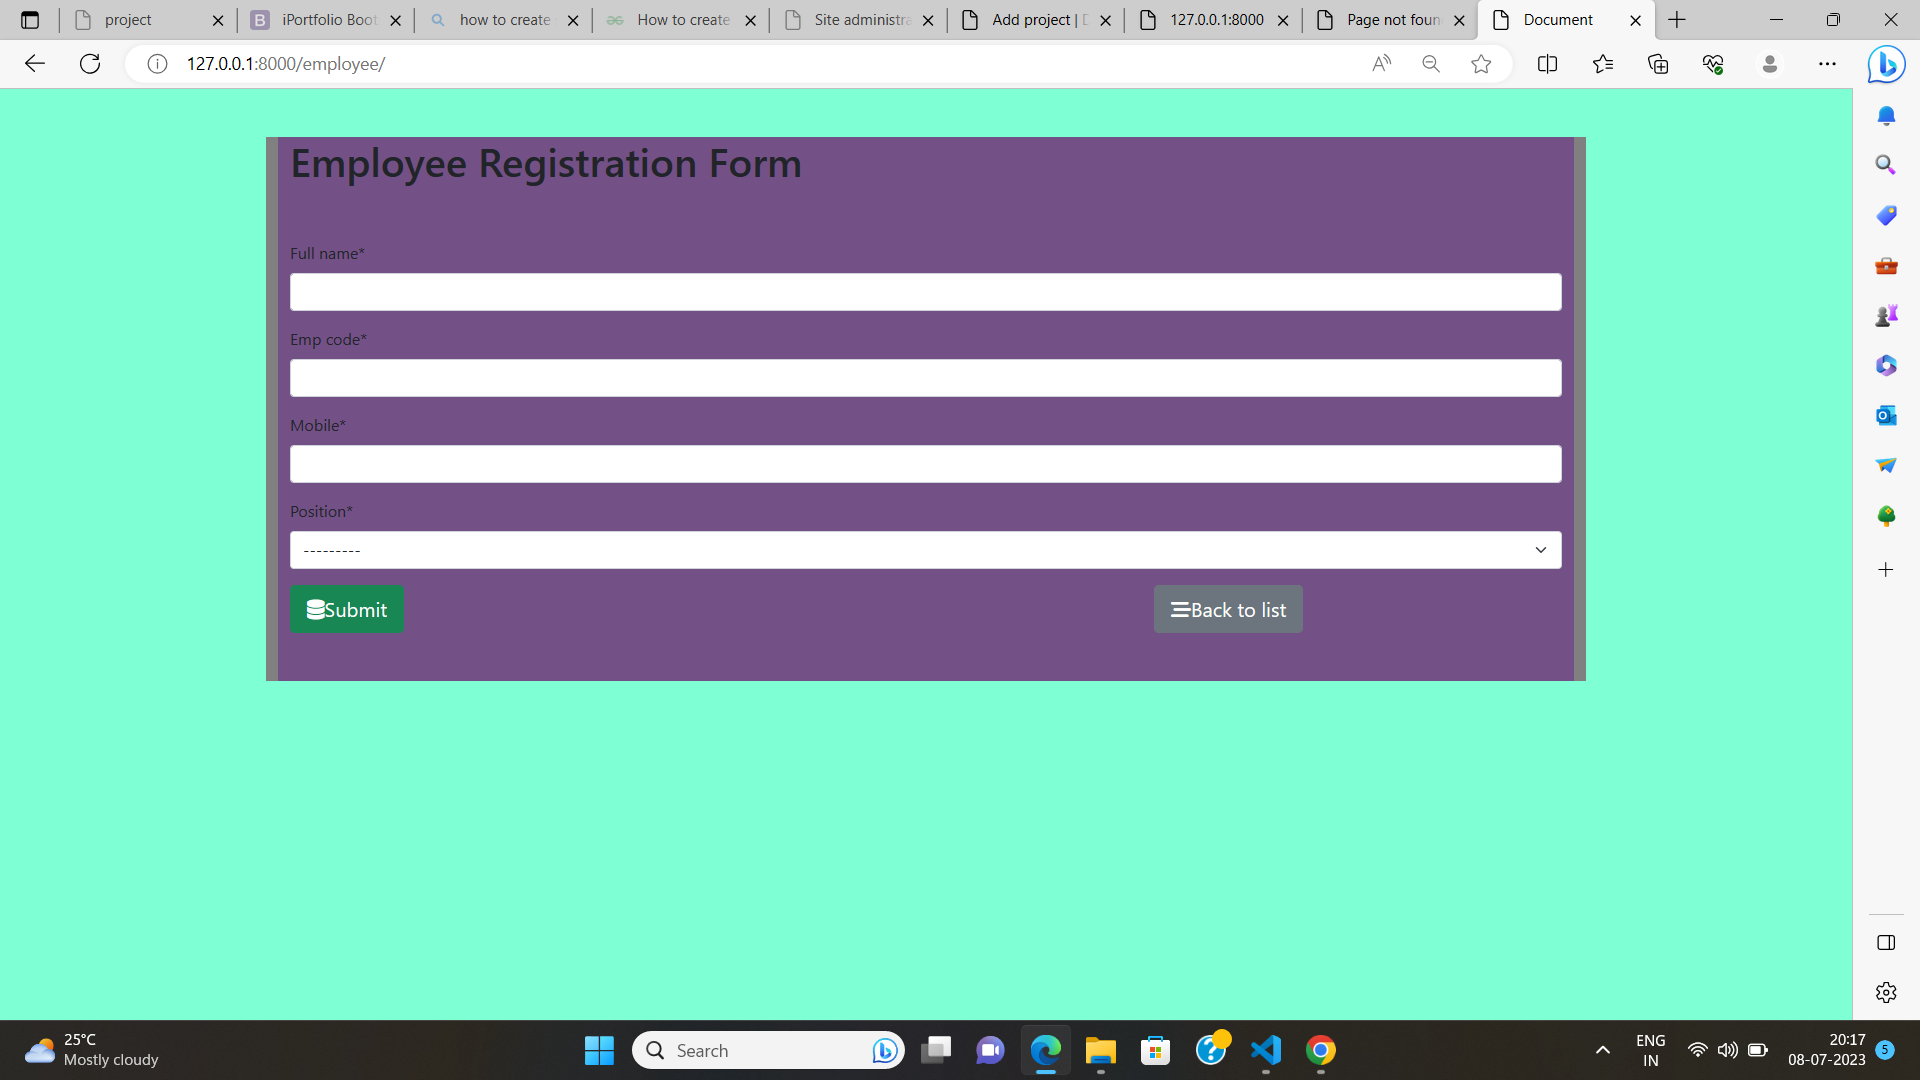 project
iPortfolio Boot
how to create
How to create
Site administra
Add project | D
127.0.0.1:8000
Page not foun
Document
127.0.0.1:8000/employee/
Employee Registration Form
Full name*
Emp code*
Mobile*
Position*
---------
Submit
Back to list
25°C
Mostly cloudy
Search
ENG
IN
20:17
08-07-2023
5